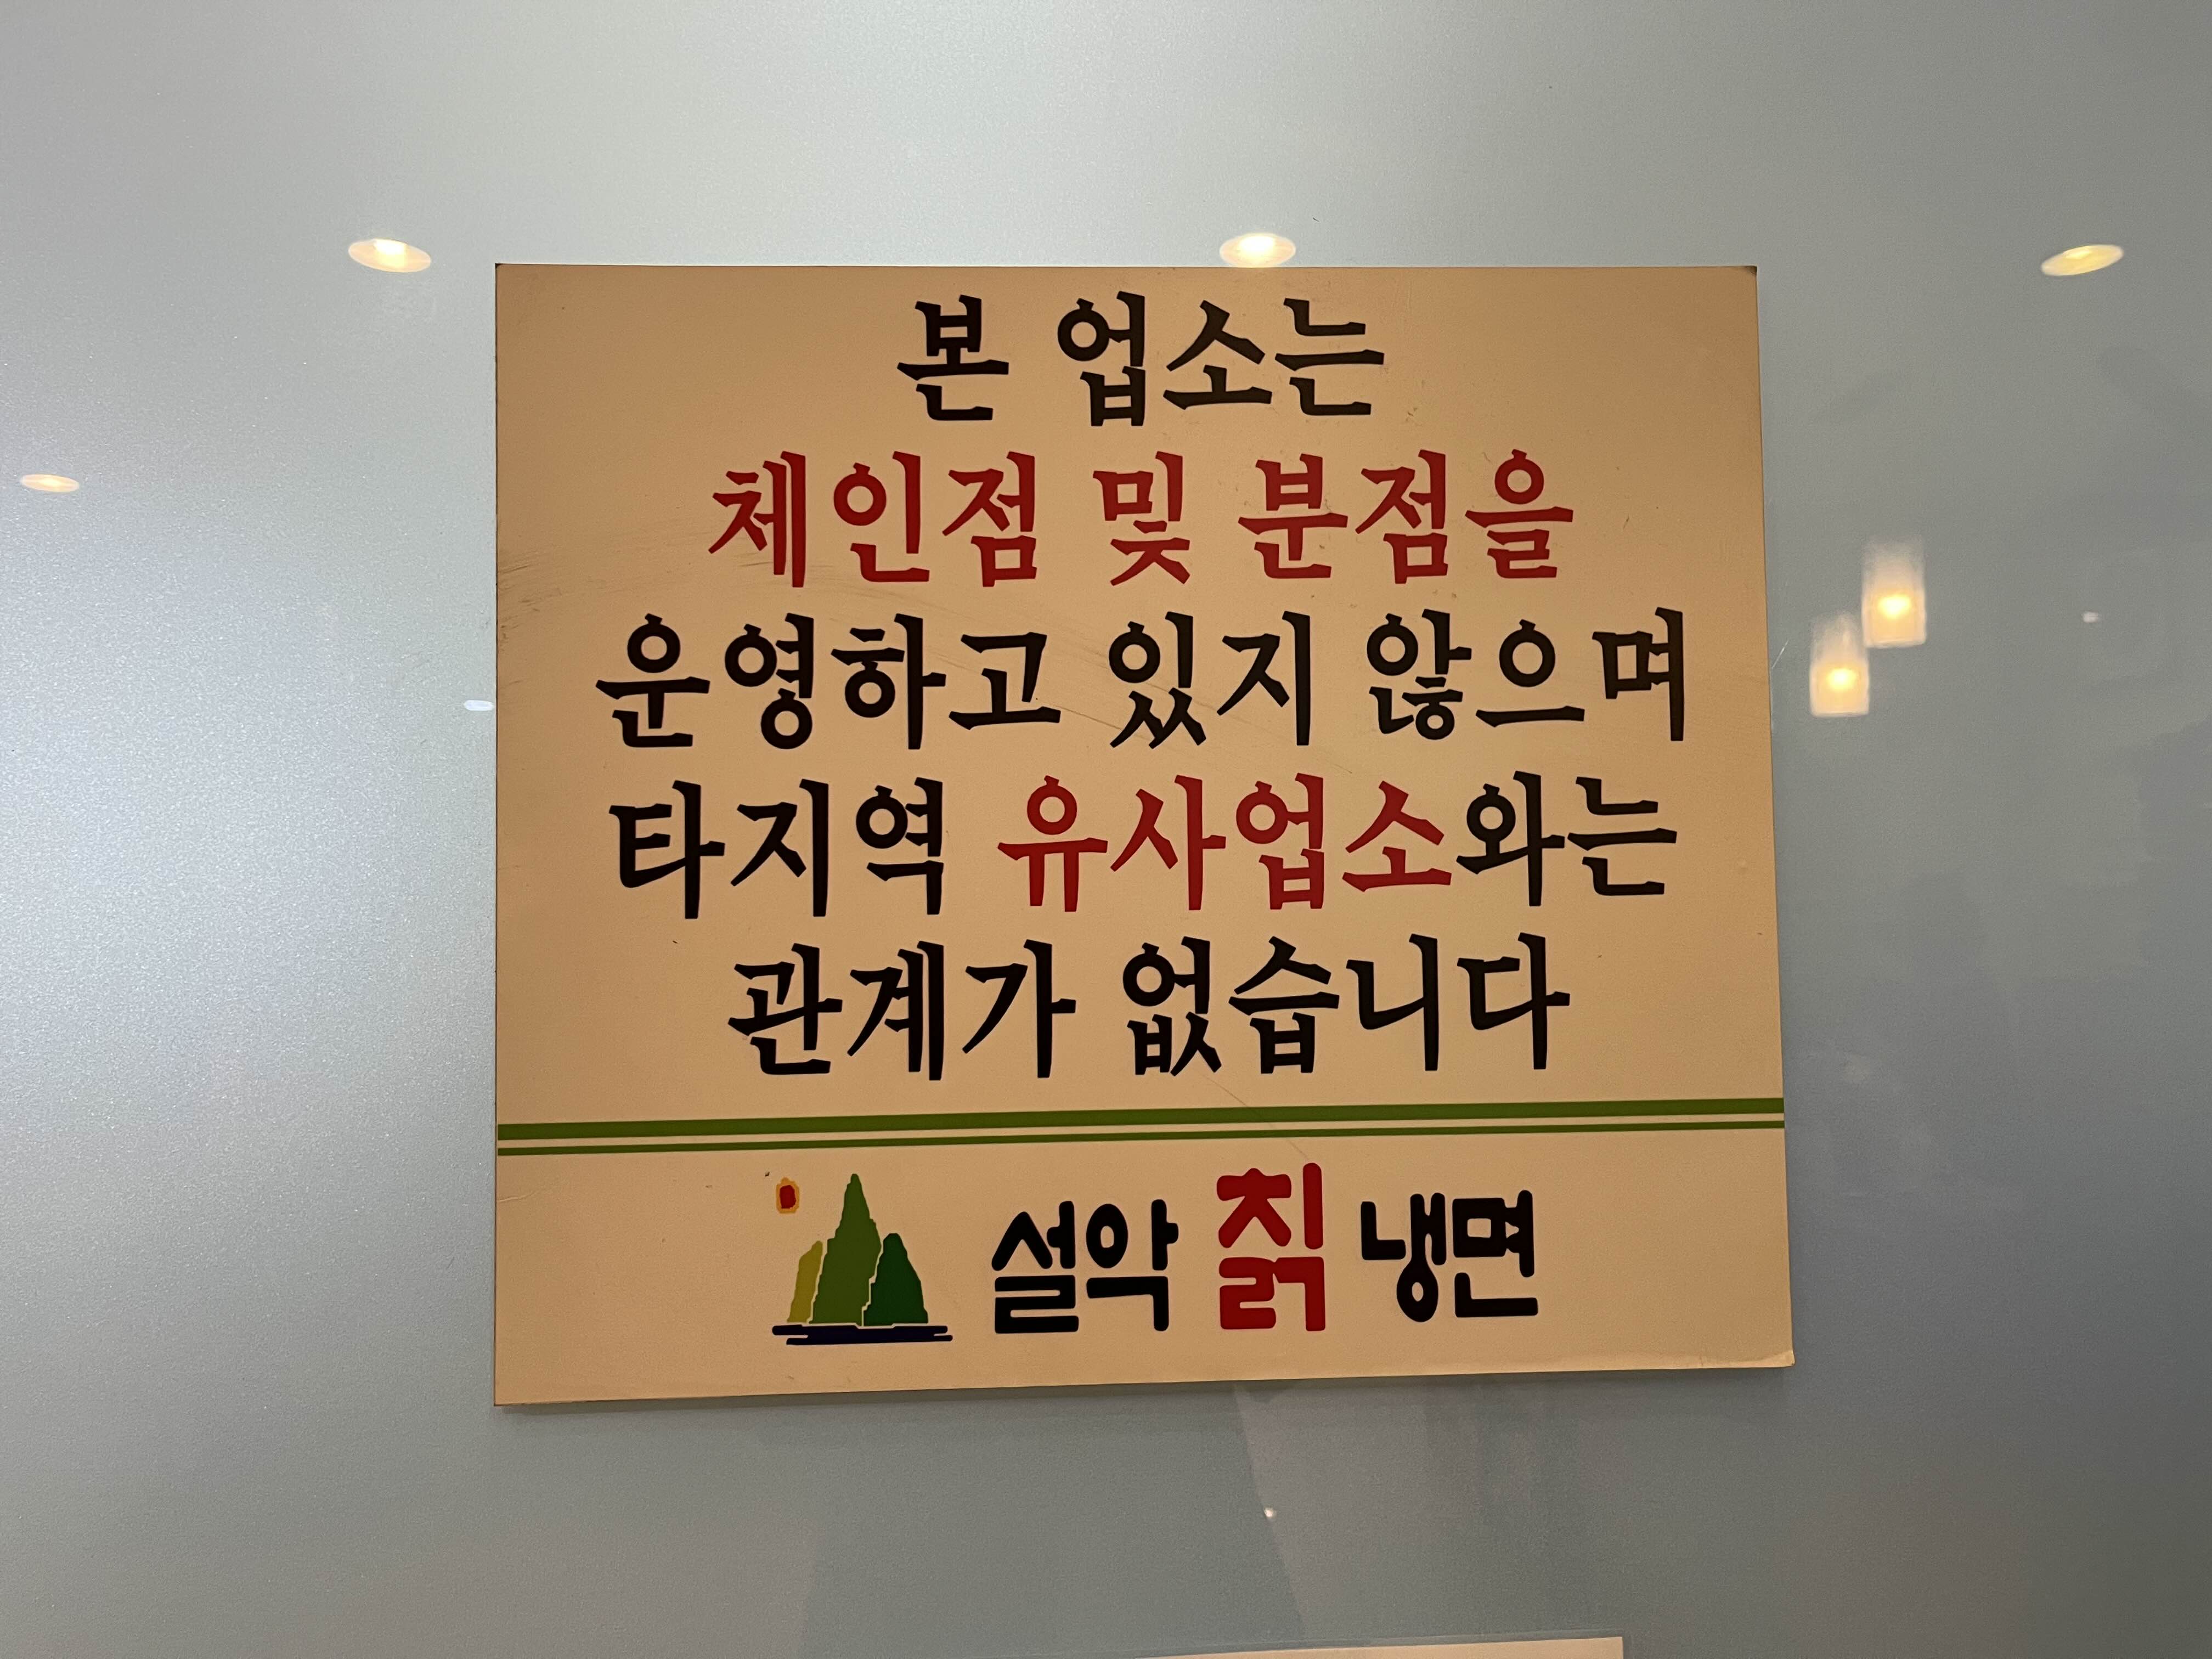 본 업소는
체인점 및 분점을
운영하고 있지 않으며
타지역 유사업소와는
관계가 없습니다
설악 칡 냉면